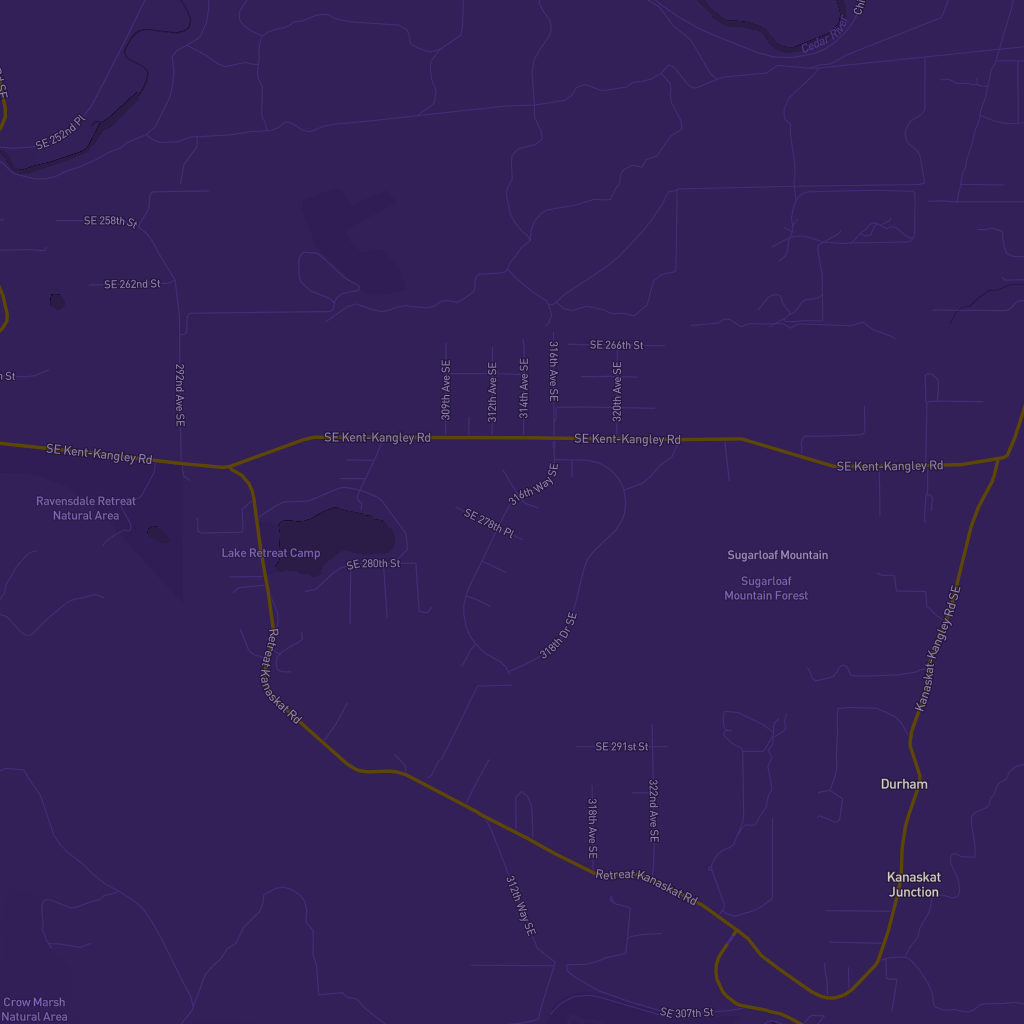 Cedar River
Rd SE
SE 252nd Pl
SE 258th St
SE 262nd St
292nd Ave SE
309th Ave SE
312th Ave SE
314th Ave SE
319th Ave SE
SE 266th St
320th Ave SE
SE Kent-Kangley Rd
SE Kent-Kangley Rd
SE Kent-Kangley Rd
SE Kent-Kangley Rd
316th Way SE
SE 278th Pl
Ravensdale Retreat
Natural Area
Lake Retreat Camp
SE 280th St
Sugarloaf Mountain
Sugarloaf
Mountain Forest
318th Dr SE
Kanaskat-Kangley Rd SE
Retreat Kanaskat Rd
SE 291st St
318th Ave SE
322nd Ave SE
Durham
Retreat Kanaskat Rd
Kanaskat
Junction
312th Way SE
Crow Marsh
Natural Area
SE 307th St